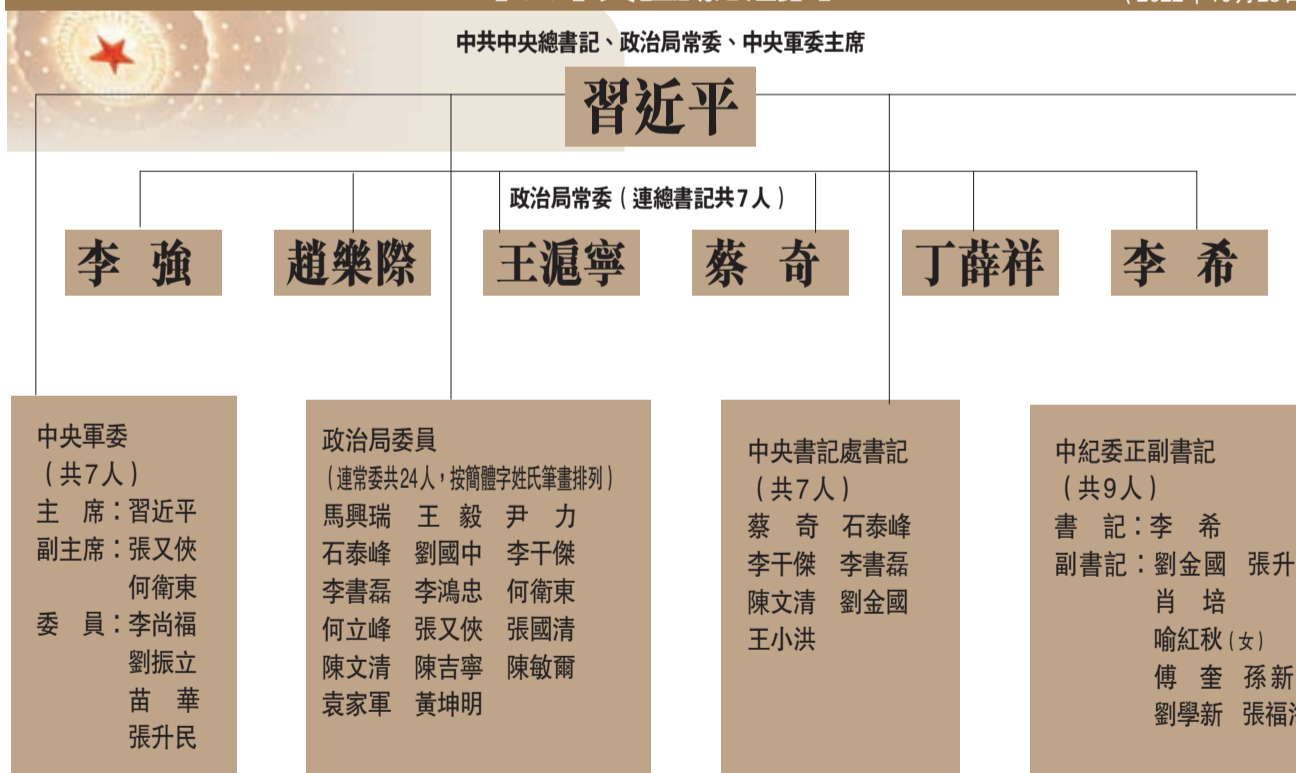 中共中央總書記、政治局常委、中央軍委主席
習近平
政治局常委（連總書記共7人）
李 強 趙樂際 王滬寧 蔡 奇 丁薛祥 李 希
中央軍委
（共7人）
主 席：習近平
副主席：張又俠
何衛東
委 員：李尚福
劉振立
苗 華
張升民
政治局委員
（連常委共24人，按簡體字姓氏筆畫排列）
馬興瑞 王 毅 尹 力
石泰峰 劉國中 李干傑
李書磊 李鴻忠 何衛東
何立峰 張又俠 張國清
陳文清 陳吉寧 陳敏爾
袁家軍 黃坤明
中央書記處書記
（共7人）
蔡 奇 石泰峰
李干傑 李書磊
陳文清 劉金國
王小洪
中紀委正副書記
（共9人）
書 記：李 希
副書記：劉金國 張升
肖 培
喻紅秋（女）
傅 奎 孫新
劉學新 張福